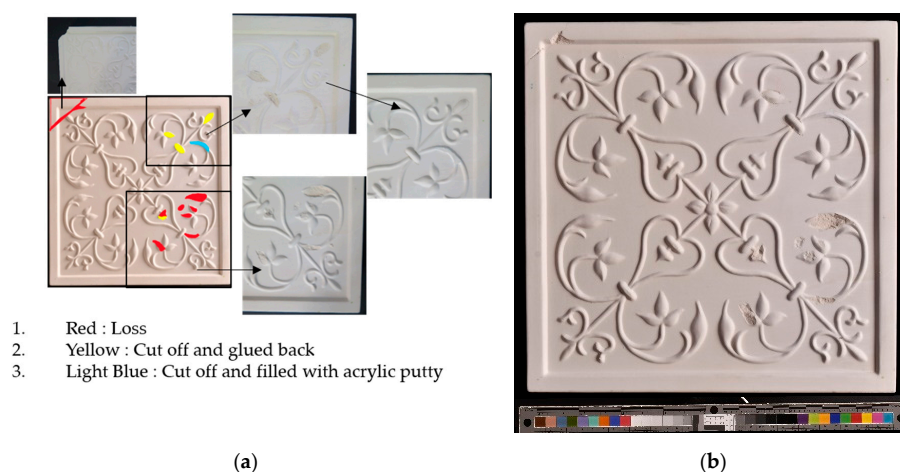 1. Red : Loss
2. Yellow : Cut off and glued back
3. Light Blue : Cut off and filled with acrylic putty
(a)
(b)